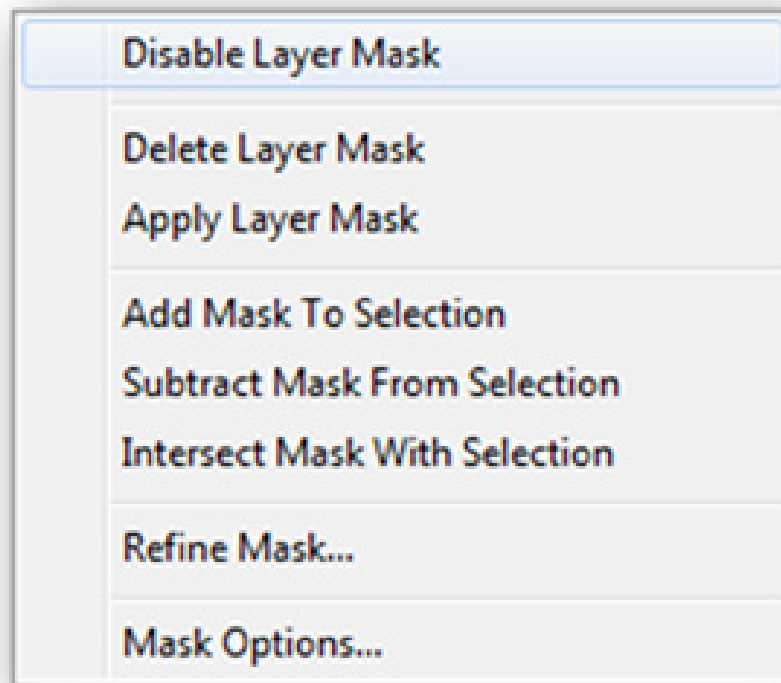 Disable Layer Mask
Delete Layer Mask
Apply Layer Mask
Add Mask To Selection
Subtract Mask From Selection
Intersect Mask With Selection
Refine Mask...
Mask Options...